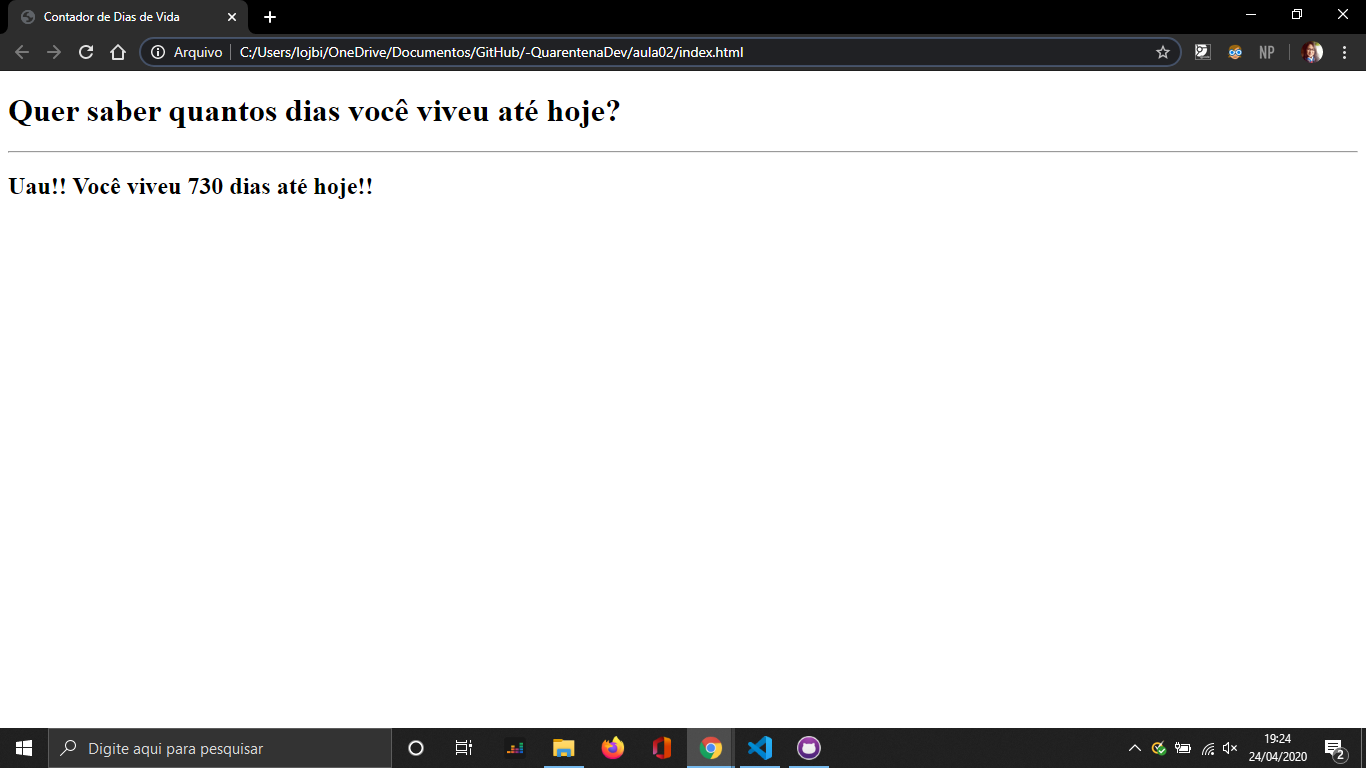 Contador de Dias de Vida
Arquivo C:/Users/lojbi/OneDrive/Documentos/GitHub/-QuarentenaDev/aula02/index.html NP
Quer saber quantos dias você viveu até hoje?
Uau!! Você viveu 730 dias até hoje!!
Digite aqui para pesquisar
19:24
24/04/2020
2